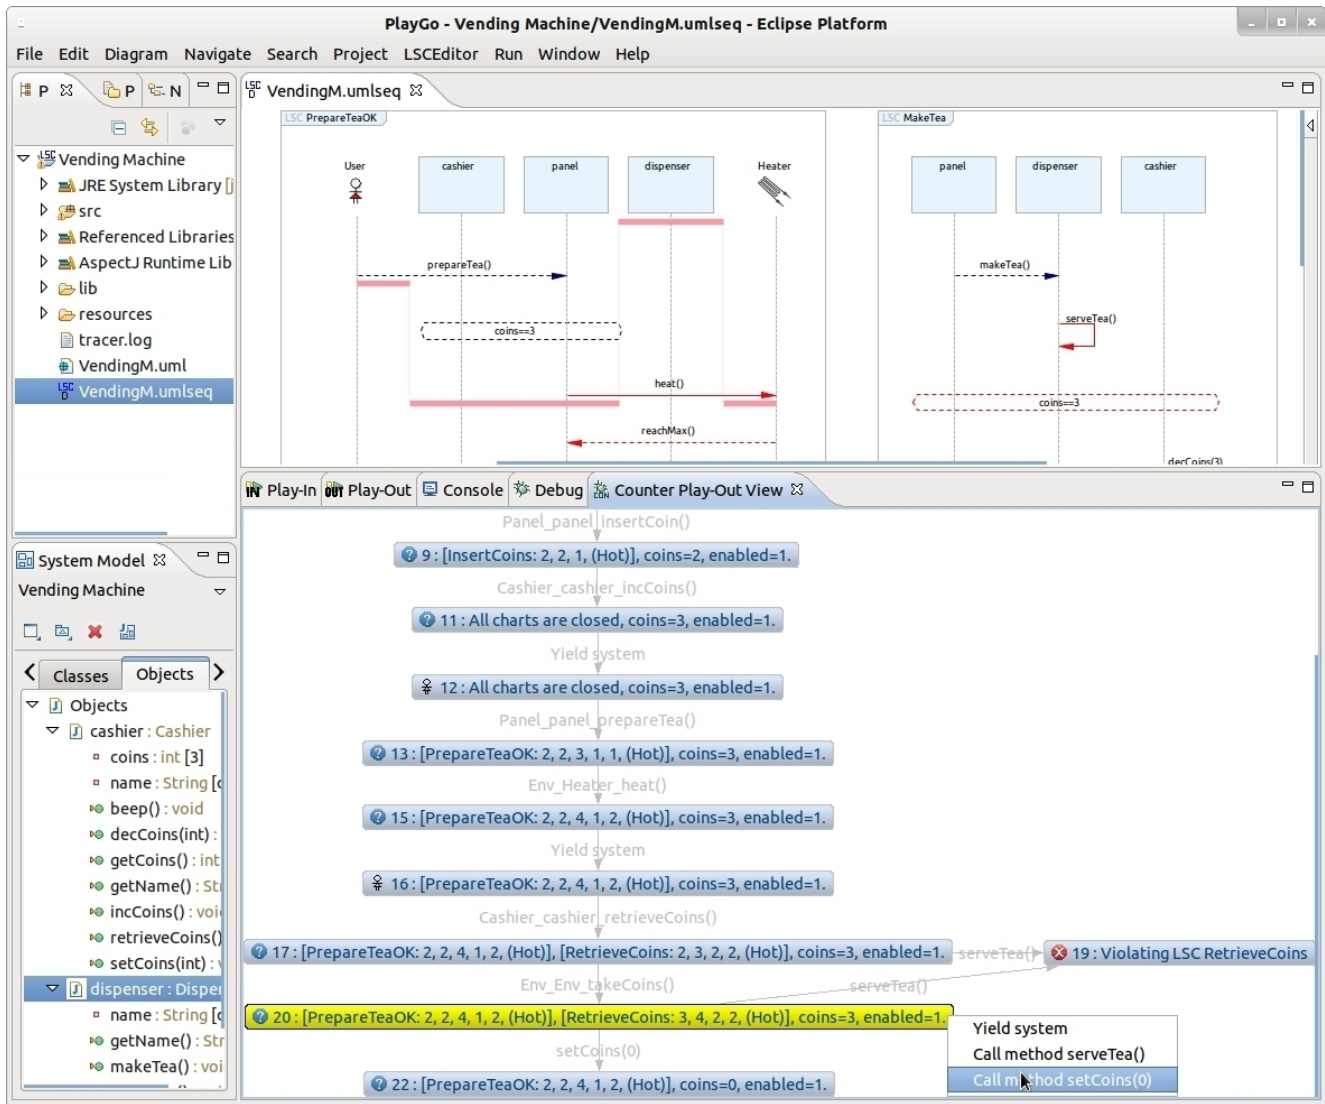 PlayGo - Vending Machine/VendingM.umlseq - Eclipse Platform
File Edit Diagram Navigate Search Project LSCEditor Run Window Help
P P N
Vending Machine
JRE System Library [j
src
Referenced Libraries
AspectJ Runtime Lib
lib
resources
tracer.log
VendingM.uml
VendingM.umlseq
System Model
Vending Machine
Classes Objects
Objects
cashier : Cashier
coins : int [3]
name : String [c
beep() : void
decCoins(int) :
getCoins() : int
getName() : St
incCoins() : voi
retrieveCoins()
setCoins(int) : v
dispenser : Dispe
name : String [c
getName() : Str
makeTea() : voi
VendingM.umlseq
LSC PrepareTeaOK
User cashier panel dispenser Heater
prepareTea()
coins==3
heat()
reachMax()
LSC MakeTea
panel dispenser cashier
makeTea()
serveTea()
coins==3
decCoins(3)
Play-In Play-Out Console Debug Counter Play-Out View
Panel_panel_insertCoin()
9 : [InsertCoins: 2, 2, 1, (Hot)], coins=2, enabled=1.
Cashier_cashier_incCoins()
11 : All charts are closed, coins=3, enabled=1.
Yield system
12 : All charts are closed, coins=3, enabled=1.
Panel_panel_prepareTea()
13 : [PrepareTeaOK: 2, 2, 3, 1, 1, (Hot)], coins=3, enabled=1.
Env_Heater_heat()
15 : [PrepareTeaOK: 2, 2, 4, 1, 2, (Hot)], coins=3, enabled=1.
Yield system
16 : [PrepareTeaOK: 2, 2, 4, 1, 2, (Hot)], coins=3, enabled=1.
Cashier_cashier_retrieveCoins()
17 : [PrepareTeaOK: 2, 2, 4, 1, 2, (Hot)], [RetrieveCoins: 2, 3, 2, 2, (Hot)], coins=3, enabled=1. serveTea() 19 : Violating LSC RetrieveCoins
Env_Env_takeCoins() serveTea()
20 : [PrepareTeaOK: 2, 2, 4, 1, 2, (Hot)], [RetrieveCoins: 3, 4, 2, 2, (Hot)], coins=3, enabled=1.
setCoins(0)
22 : [PrepareTeaOK: 2, 2, 4, 1, 2, (Hot)], coins=0, enabled=1.
Yield system
Call method serveTea()
Call method setCoins(0)